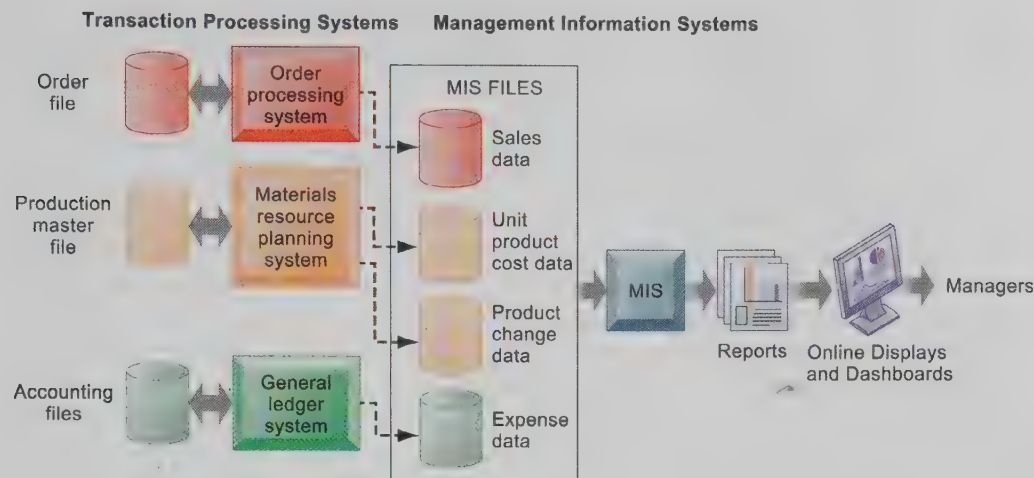 Transaction Processing Systems
Management Information Systems
Order
file
Order
processing
system
Production
master
file
Materials
resource
planning
system
Accounting
files
General
ledger
system
MIS FILES
Sales
data
Unit
product
cost data
Product
change
data
Expense
data
MIS
Reports
Online Displays
and Dashboards
Managers